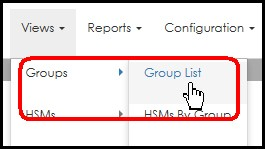 Views Reports Configuration
Groups Group List
HSMs HSMs By Group